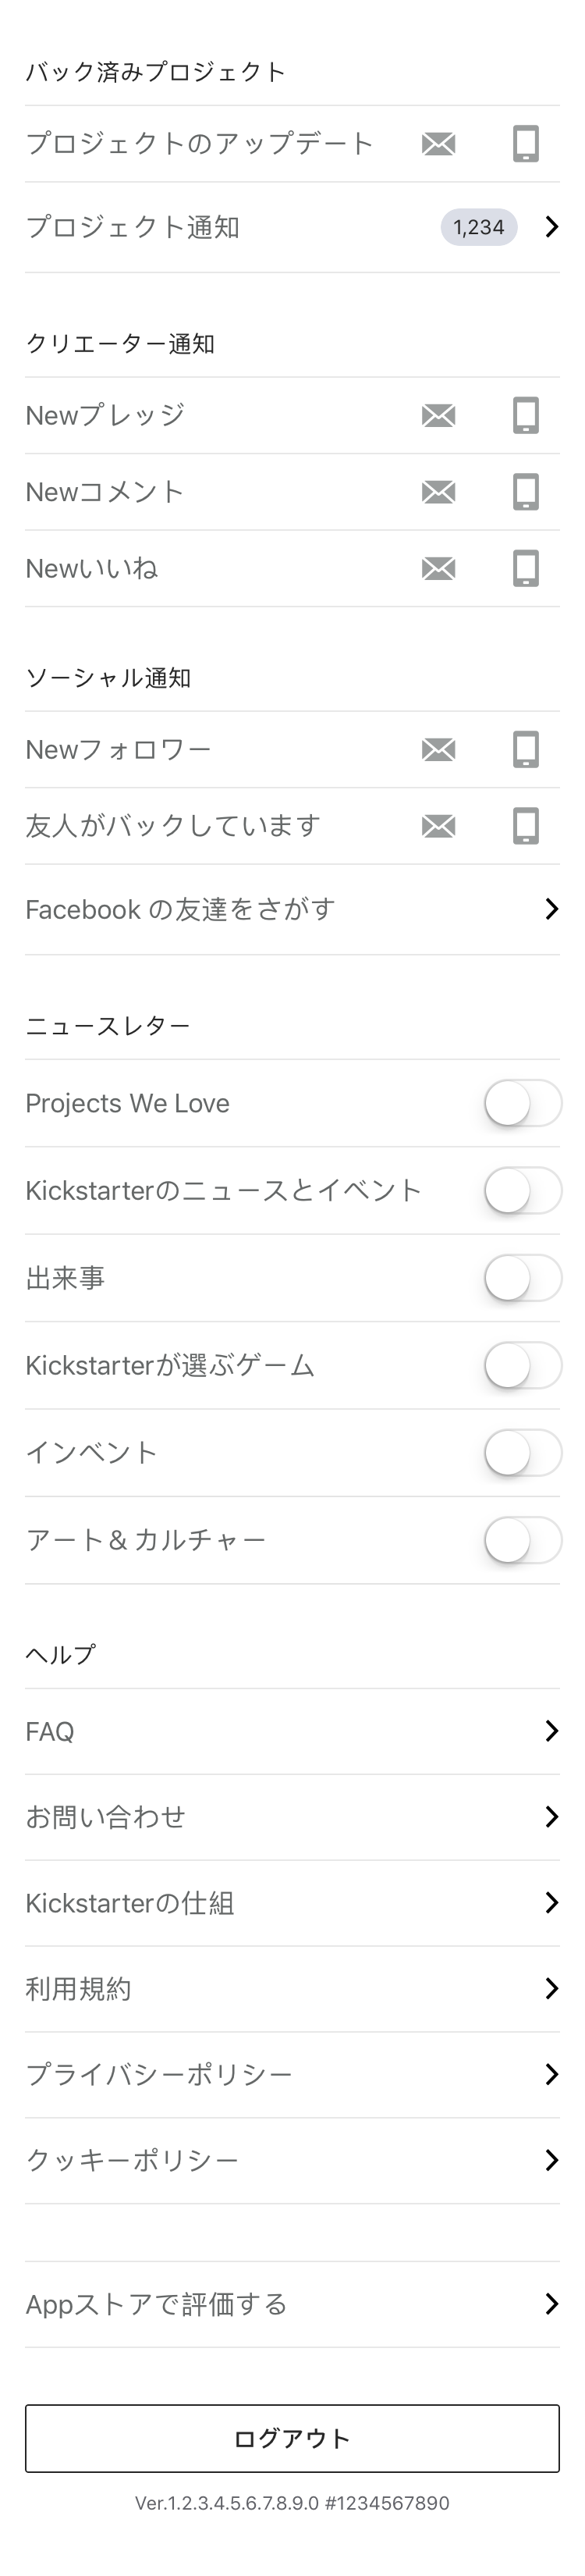 バック済みプロジェクト
プロジェクトのアップデート
プロジェクト通知 1,234
クリエーター通知
Newプレッジ
Newコメント
Newいいね
ソーシャル通知
Newフォロワー
友人がバックしています
Facebook の友達をさがす
ニュースレター
Projects We Love
Kickstarterのニュースとイベント
出来事
Kickstarterが選ぶゲーム
インベント
アート& カルチャー
ヘルプ
FAQ
お問い合わせ
Kickstarterの仕組
利用規約
プライバシーポリシー
クッキーポリシー
Appストアで評価する
ログアウト
Ver.1.2.3.4.5.6.7.8.9.0 #1234567890